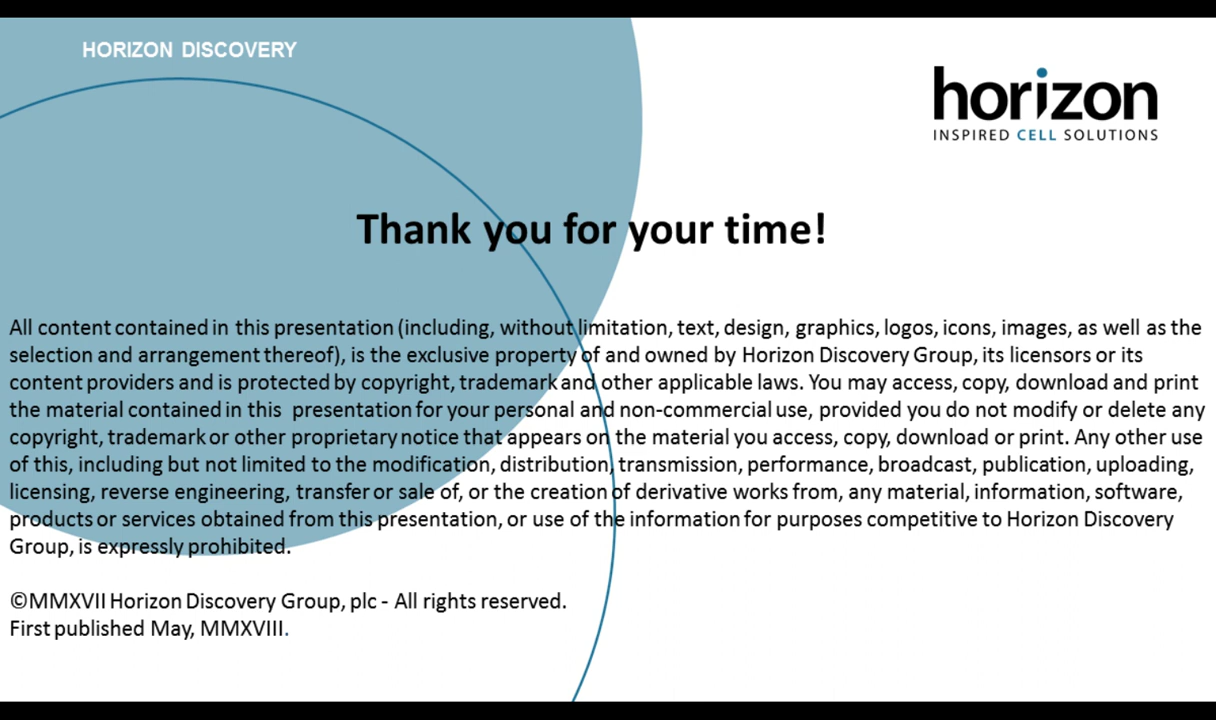 HORIZON DISCOVERY
horizon
INSPIRED CELL SOLUTIONS
Thank you for your time!
All content contained in this presentation (including, without limitation, text, design, graphics, logos, icons, images, as well as the
selection and arrangement thereof), is the exclusive property of and owned by Horizon Discovery Group, its licensors or its
content providers and is protected by copyright, trademark and other applicable laws. You may access, copy, download and print
the material contained in this presentation for your personal and non-commercial use, provided you do not modify or delete any
copyright, trademark or other proprietary notice that appears on the material you access, copy, download or print. Any other use
of this, including but not limited to the modification, distribution, transmission, performance, broadcast, publication, uploading,
licensing, reverse engineering, transfer or sale of, or the creation of derivative works from, any material, information, software,
products or services obtained from this presentation, or use of the information for purposes competitive to Horizon Discovery
Group, is expressly prohibited.
©MMXVII Horizon Discovery Group, plc - All rights reserved.
First published May, MMXVIII.